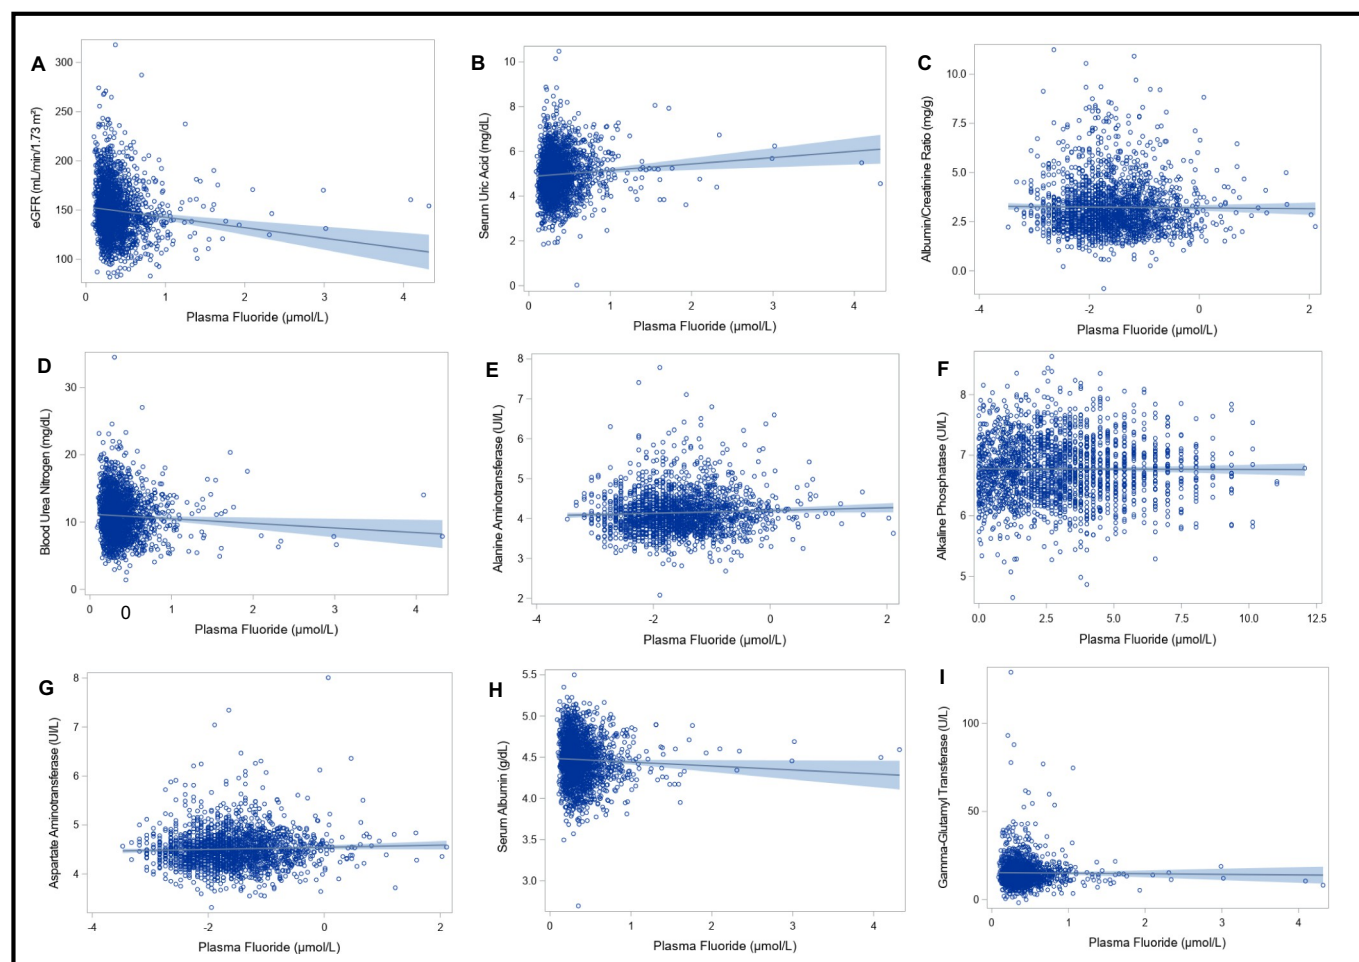 A
eGFR (mL/min/1.73 m²)
300
250
200
150
100
0 1 2 3 4
Plasma Fluoride (µmol/L)
B
Serum Uric Acid (mg/dL)
10
8
6
4
2
0
0 1 2 3 4
Plasma Fluoride (µmol/L)
C
Albumin/Creatinine Ratio (mg/g)
10.0
7.5
5.0
2.5
0.0
-4 -2 0 2
Plasma Fluoride (µmol/L)
D
Blood Urea Nitrogen (mg/dL)
30
20
10
0
0 1 2 3 4
0
Plasma Fluoride (µmol/L)
E
Alanine Aminotransferase (UI/L)
8
7
6
5
4
3
2
-4 -2 0 2
Plasma Fluoride (µmol/L)
F
Alkaline Phosphatase (UI/L)
8
7
6
5
0.0 2.5 5.0 7.5 10.0 12.5
Plasma Fluoride (µmol/L)
G
Aspartate Aminotransferase (UI/L)
8
7
6
5
4
-4 -2 0 2
Plasma Fluoride (µmol/L)
H
Serum Albumin (g/dL)
5.5
5.0
4.5
4.0
3.5
3.0
0 1 2 3 4
Plasma Fluoride (µmol/L)
I
Gamma-Glutamyl Transferase (U/L)
100
50
0
0 1 2 3 4
Plasma Fluoride (µmol/L)